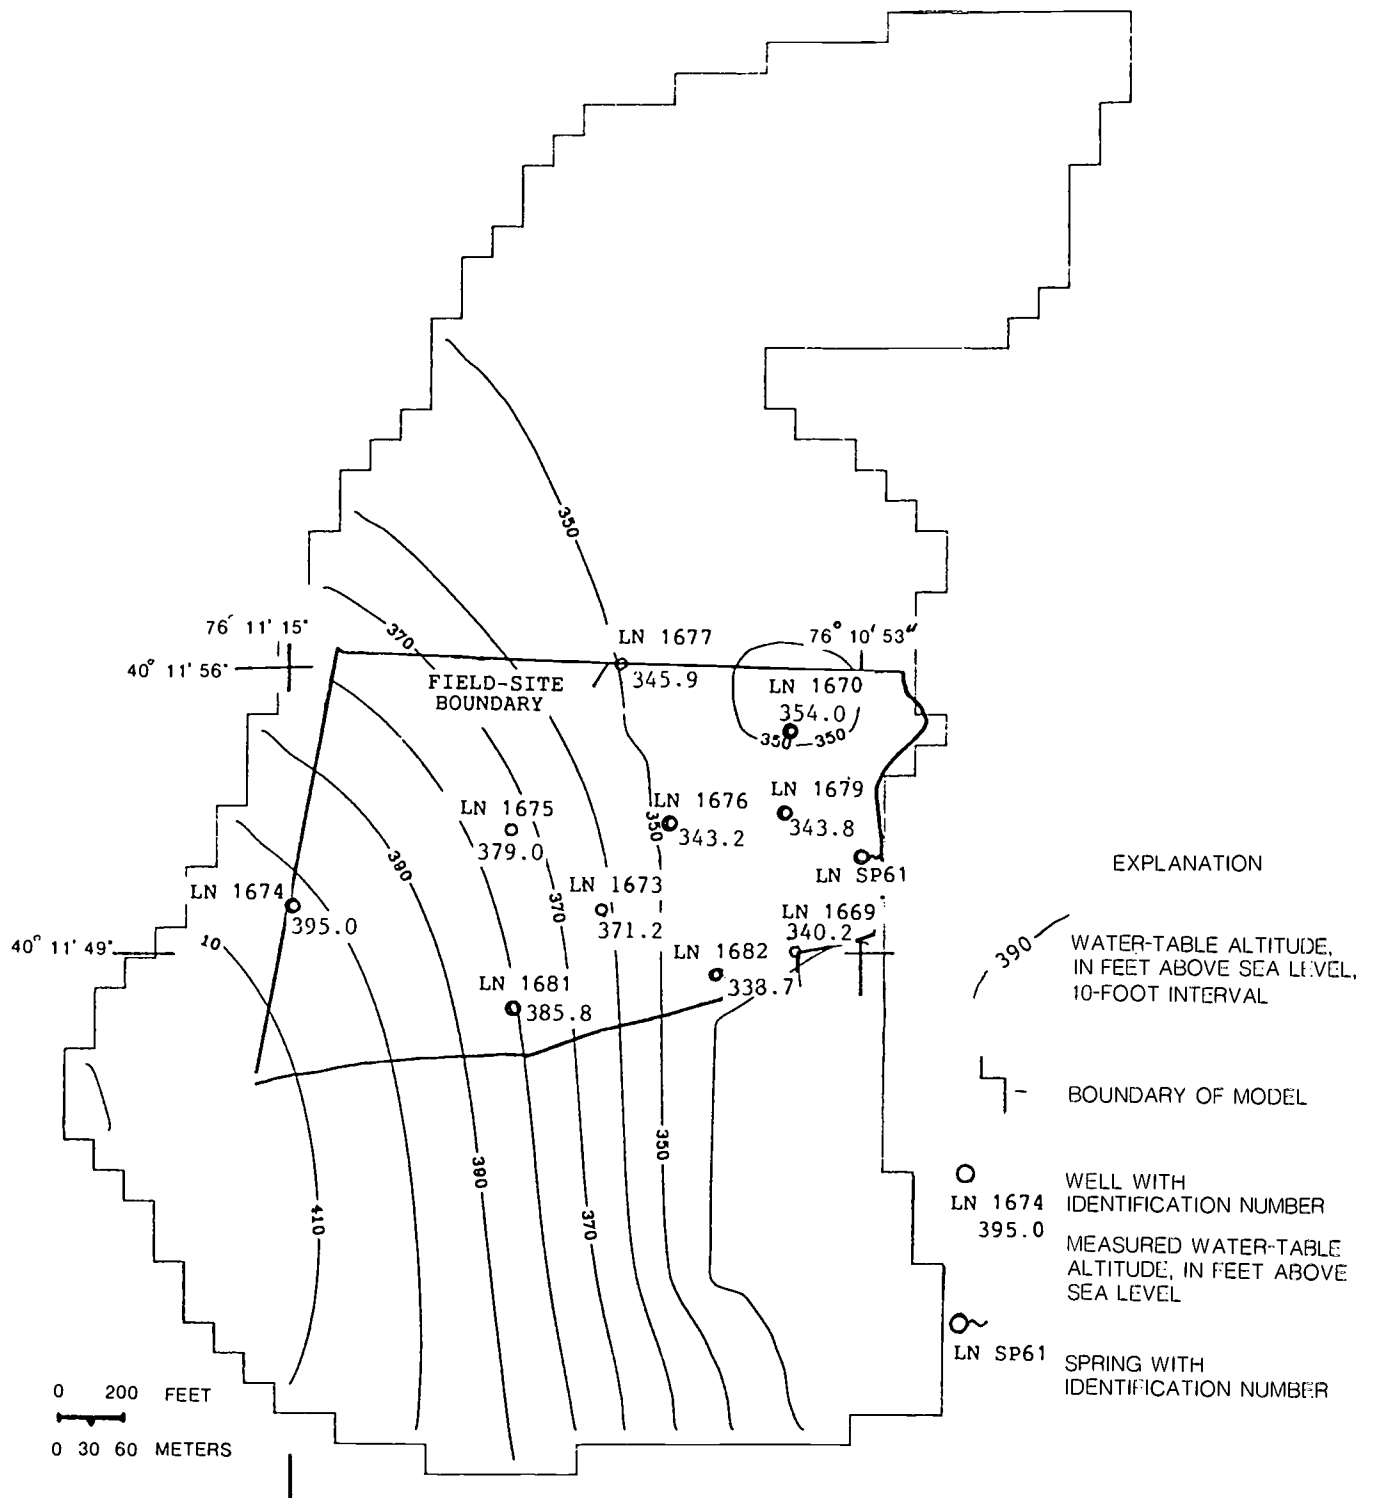 350
76° 11' 15"
76° 10' 53"
LN 1677
40° 11' 56"
370
345.9
FIELD-SITE
BOUNDARY
LN 1670
354.0
350
350
LN 1675
LN 1676
LN 1679
350
343.2
343.8
379.0
390
LN SP61
LN 1674
395.0
LN 1673
371.2
370
LN 1669
340.2
40° 11' 49"
10
LN 1682
338.7
LN 1681
385.8
350
390
410
370
EXPLANATION
390
WATER-TABLE ALTITUDE,
IN FEET ABOVE SEA LEVEL,
10-FOOT INTERVAL
BOUNDARY OF MODEL
WELL WITH
LN 1674 IDENTIFICATION NUMBER
395.0
MEASURED WATER-TABLE
ALTITUDE, IN FEET ABOVE
SEA LEVEL
LN SP61 SPRING WITH
IDENTIFICATION NUMBER
0 200 FEET
0 30 60 METERS